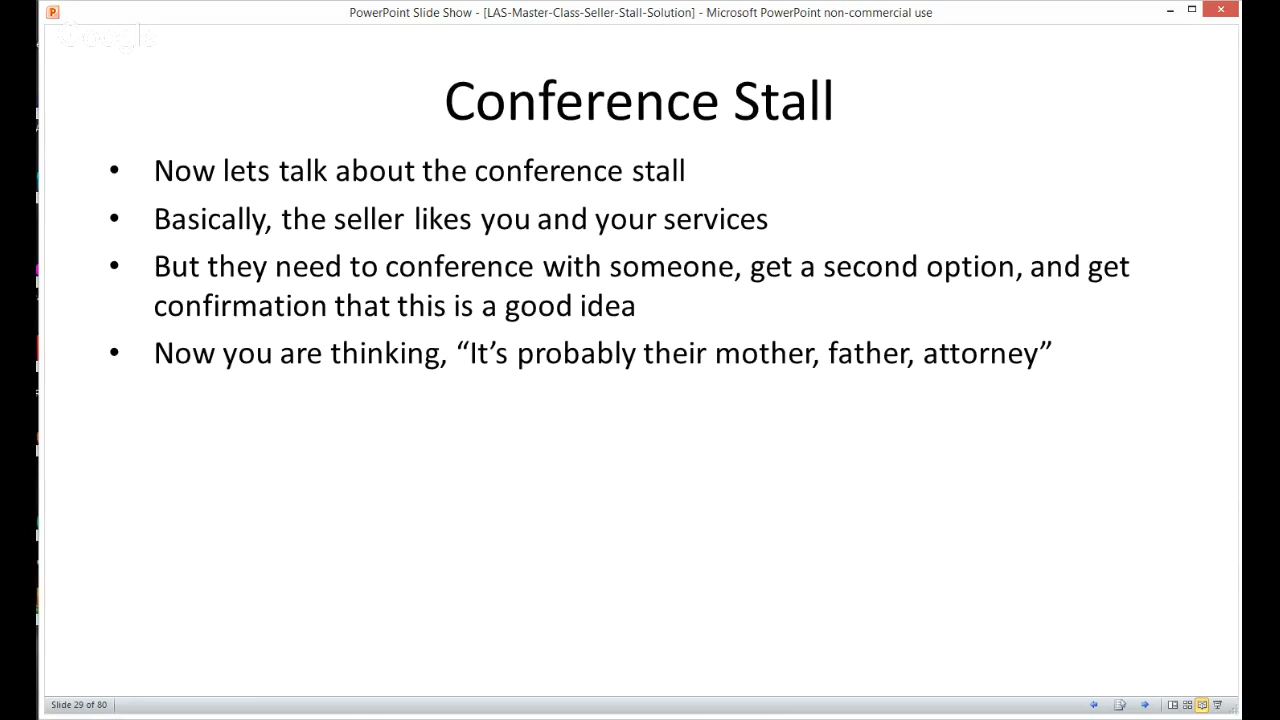 PowerPoint Slide Show - [LAS-Master-Class-Seller-Stall-Solution] - Microsoft PowerPoint non-commercial use
Google
Conference Stall
• Now lets talk about the conference stall
• Basically, the seller likes you and your services
• But they need to conference with someone, get a second option, and get
confirmation that this is a good idea
• Now you are thinking, “It’s probably their mother, father, attorney”
Slide 29 of 80